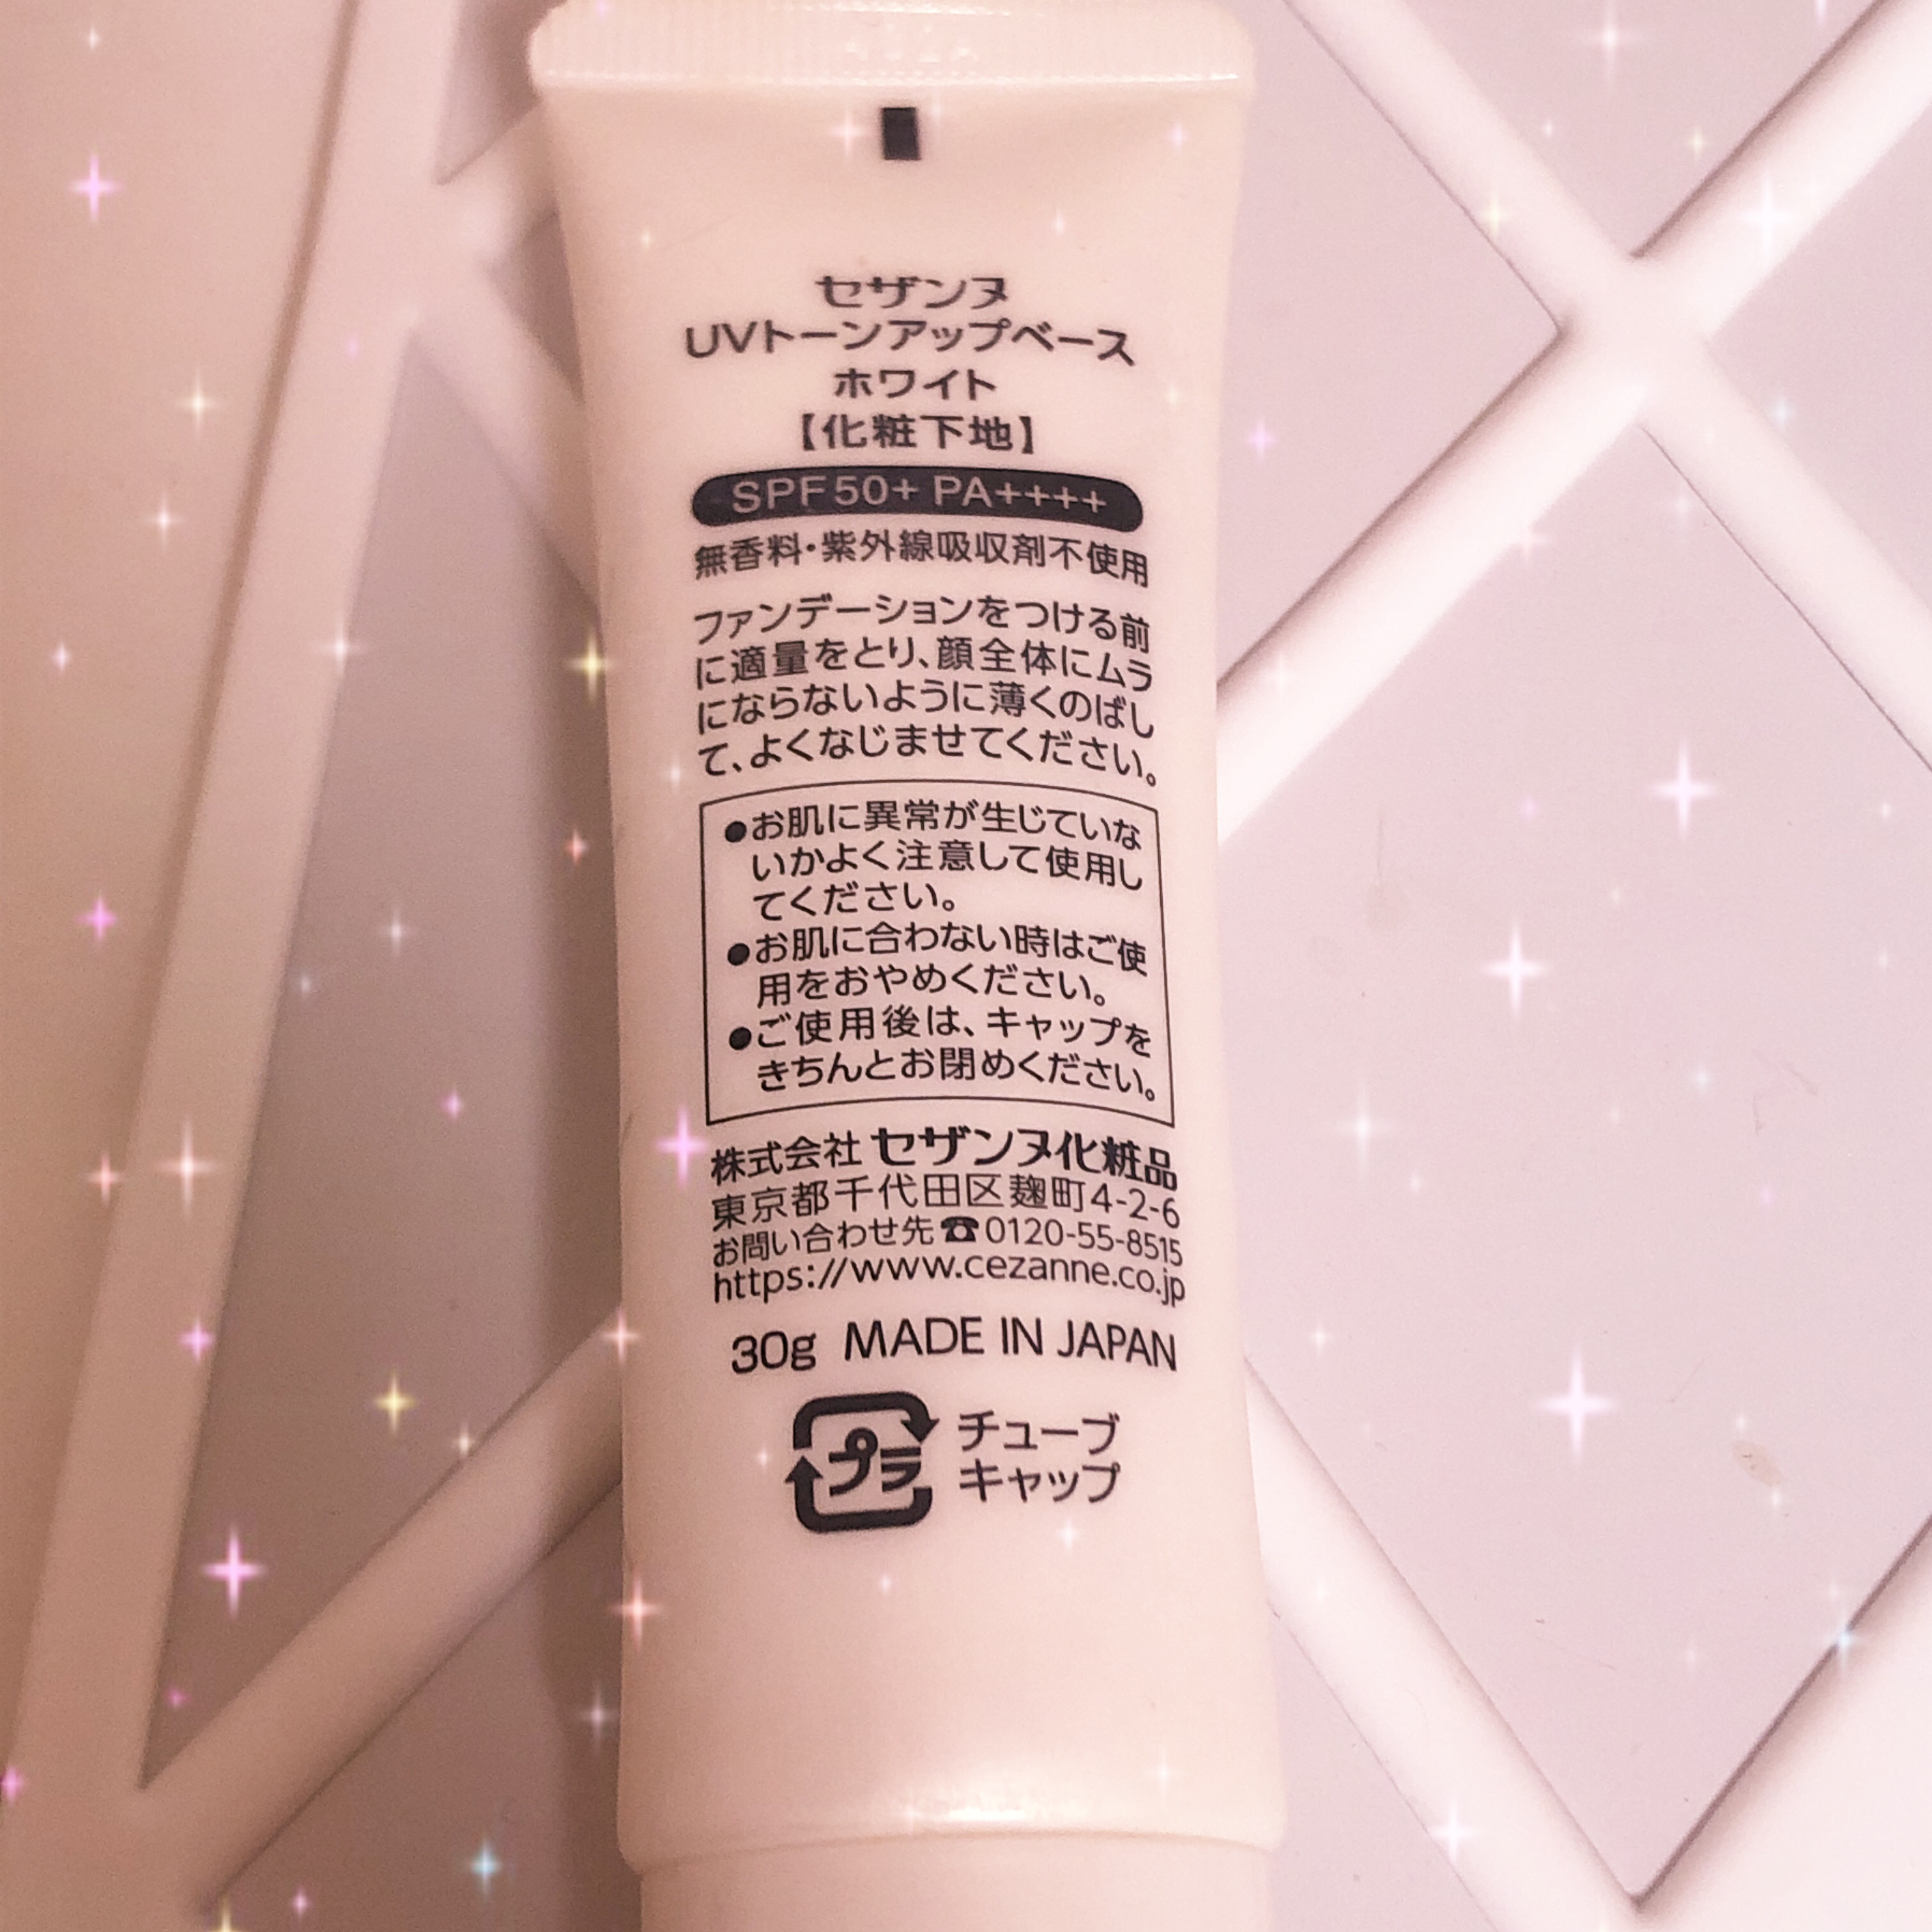 セザンヌ
UVトーンアップベース
ホワイト
【化粧下地】
SPF50+ PA++++
無香料・紫外線吸収剤不使用
ファンデーションをつける前
に適量をとり、顔全体にムラ
にならないように薄くのばし
て、よくなじませてください。
●お肌に異常が生じていな
いかよく注意して使用し
てください。
●お肌に合わない時はご使
用をおやめください。
●ご使用後は、キャップを
きちんとお閉めください。
株式会社 セザンヌ化粧品
東京都千代田区麹町4-2-6
お問い合わせ先☎0120-55-8515
https://www.cezanne.co.jp
30g MADE IN JAPAN
プラ チューブ
キャップ